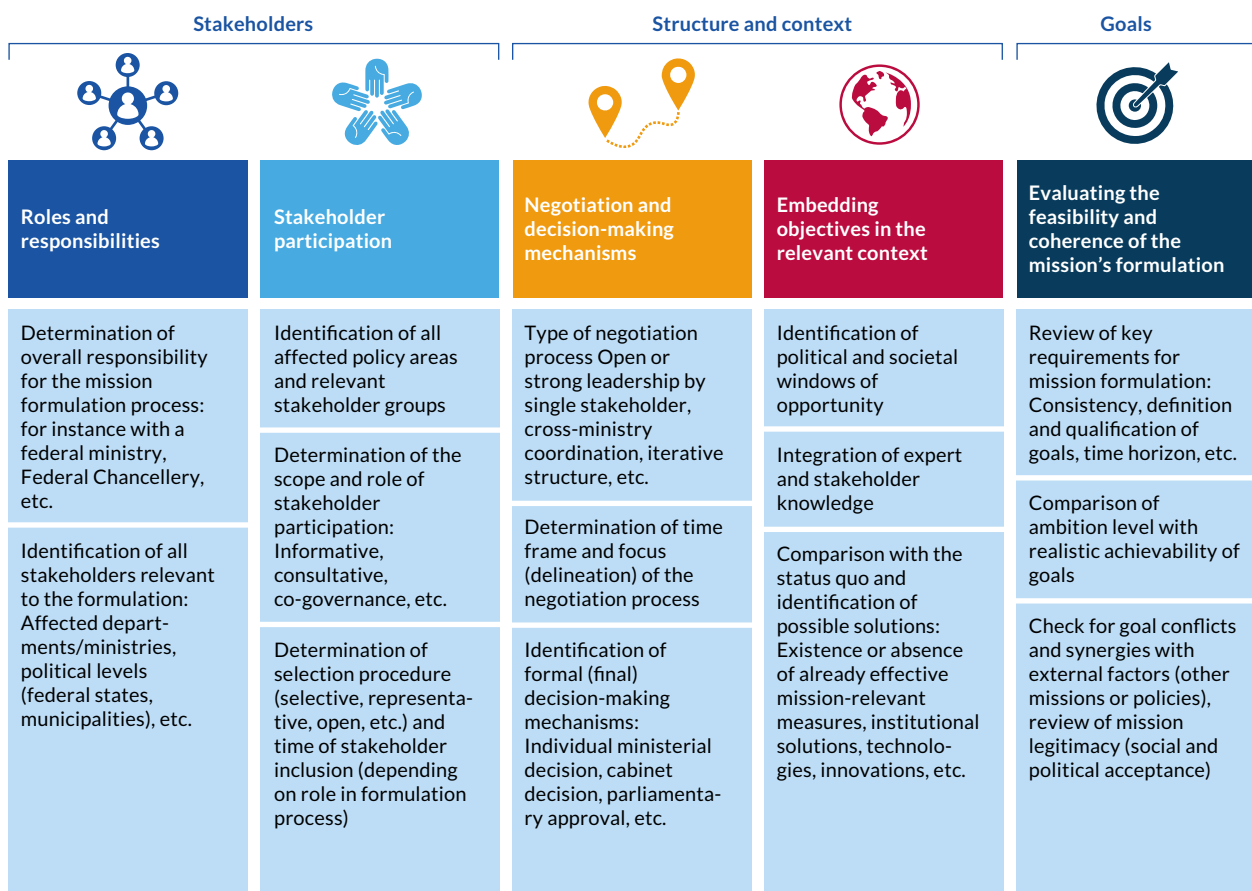 Stakeholders
Structure and context
Goals
Roles and
responsibilities
Stakeholder
participation
Negotiation and
decision-making
mechanisms
Embedding
objectives in the
relevant context
Evaluating the
feasibility and
coherence of the
mission’s formulation
Determination of
overall responsibility
for the mission
formulation process:
for instance with a
federal ministry,
Federal Chancellery,
etc.
Identification of all
stakeholders relevant
to the formulation:
Affected depart-
ments/ministries,
political levels
(federal states,
municipalities), etc.
Identification of all
affected policy areas
and relevant
stakeholder groups
Determination of the
scope and role of
stakeholder
participation:
Informative,
consultative,
co-governance, etc.
Determination of
selection procedure
(selective, representa-
tive, open, etc.) and
time of stakeholder
inclusion (depending
on role in formulation
process)
Type of negotiation
process Open or
strong leadership by
single stakeholder,
cross-ministry
coordination, iterative
structure, etc.
Determination of time
frame and focus
(delineation) of the
negotiation process
Identification of
formal (final)
decision-making
mechanisms:
Individual ministerial
decision, cabinet
decision, parliamenta-
ry approval, etc.
Identification of
political and societal
windows of
opportunity
Integration of expert
and stakeholder
knowledge
Comparison with the
status quo and
identification of
possible solutions:
Existence or absence
of already effective
mission-relevant
measures, institutional
solutions, technolo-
gies, innovations, etc.
Review of key
requirements for
mission formulation:
Consistency, definition
and qualification of
goals, time horizon, etc.
Comparison of
ambition level with
realistic achievability of
goals
Check for goal conflicts
and synergies with
external factors (other
missions or policies),
review of mission
legitimacy (social and
political acceptance)